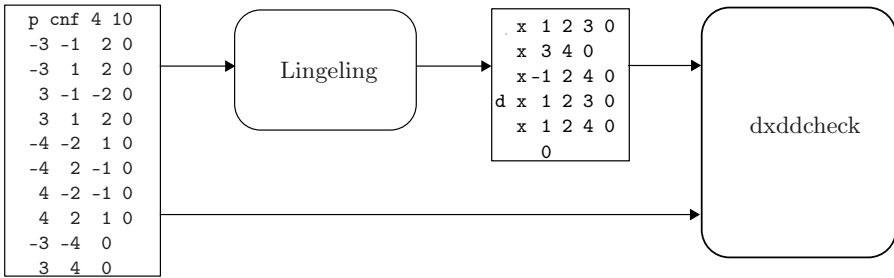 p cnf 4 10
-3 -1 2 0
-3 1 2 0
3 -1 -2 0
3 1 2 0
-4 -2 1 0
-4 2 -1 0
4 -2 -1 0
4 2 1 0
-3 -4 0
3 4 0
Lingeling
x 1 2 3 0
x 3 4 0
x -1 2 4 0
d x 1 2 3 0
x 1 2 4 0
0
dxddcheck